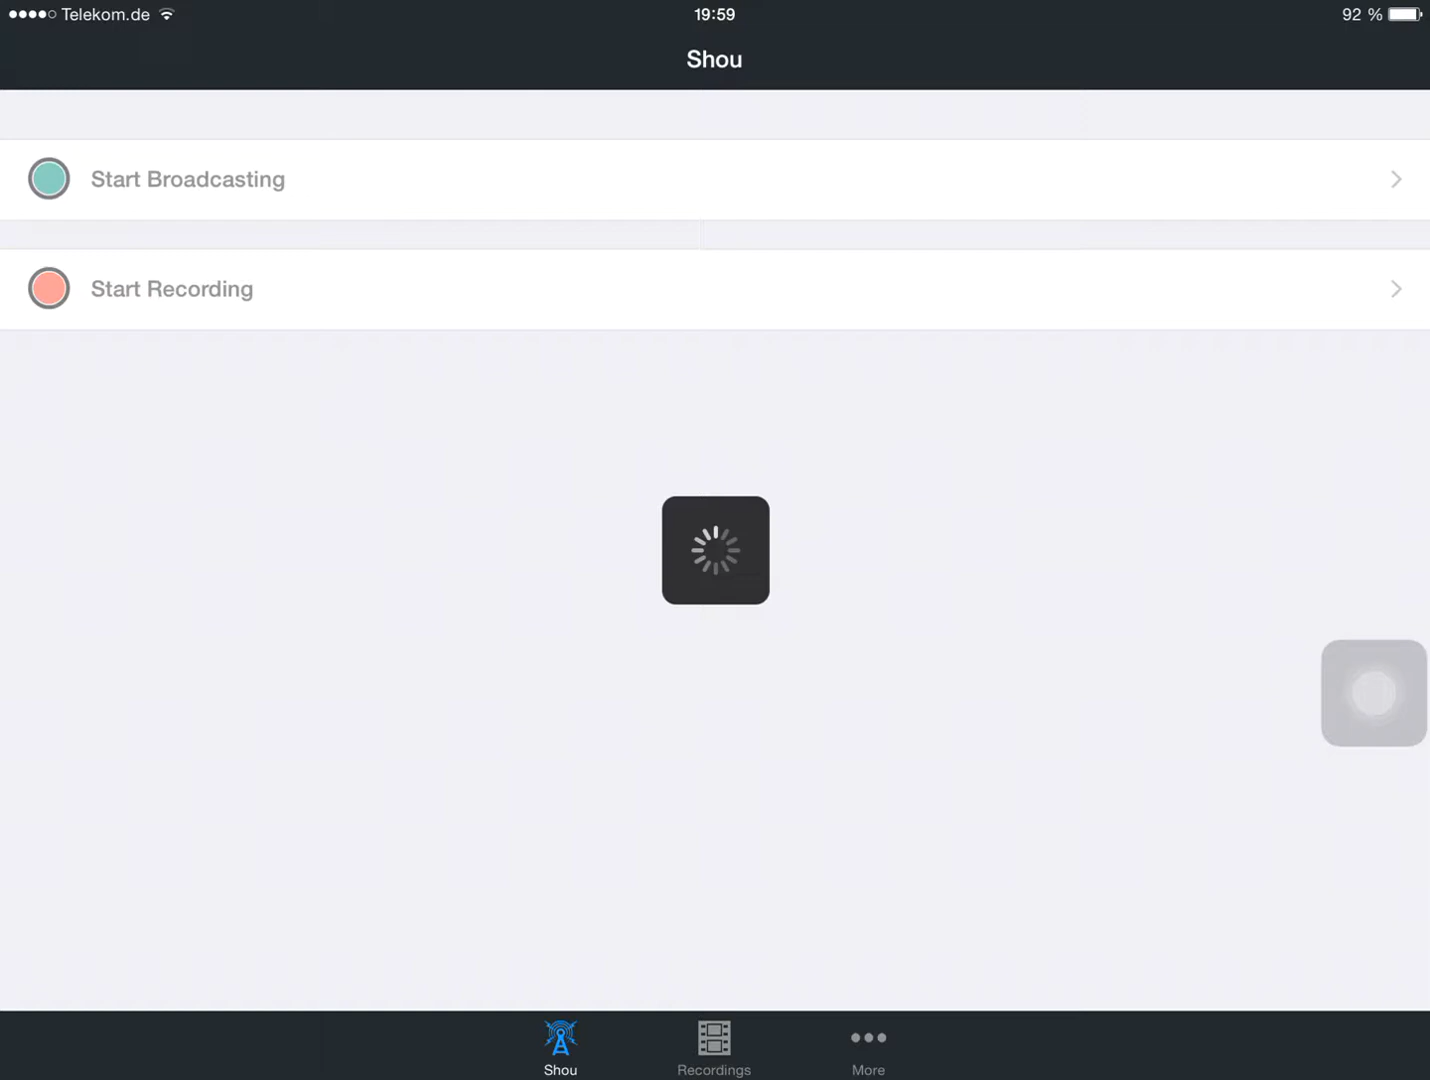 Telekom.de
19:59
92 %
Shou
Start Broadcasting
Start Recording
Shou
Recordings
More